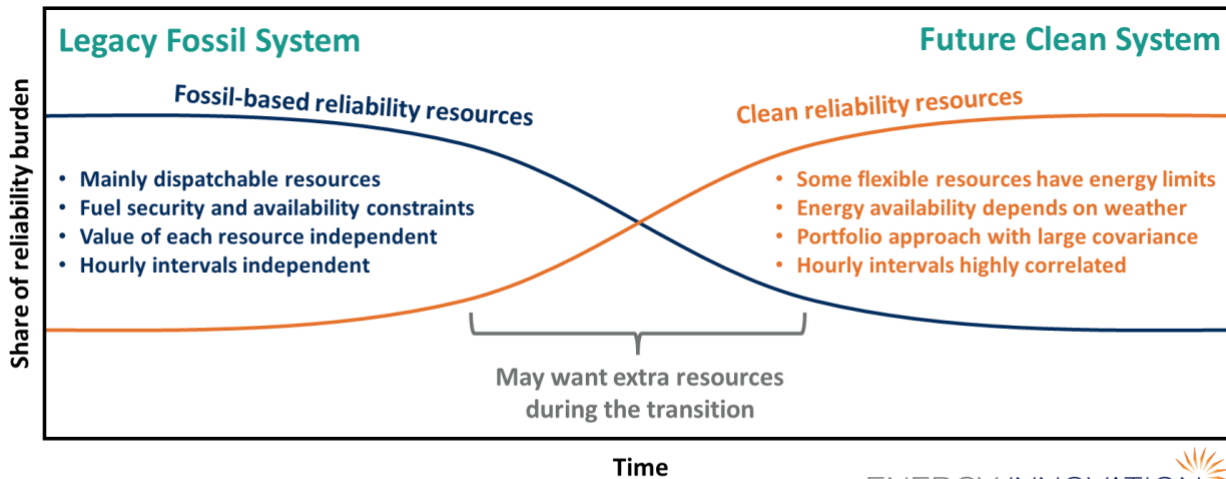 Legacy Fossil System
Future Clean System
Fossil-based reliability resources
Clean reliability resources
Share of reliability burden
• Mainly dispatchable resources
• Fuel security and availability constraints
• Value of each resource independent
• Hourly intervals independent
• Some flexible resources have energy limits
• Energy availability depends on weather
• Portfolio approach with large covariance
• Hourly intervals highly correlated
May want extra resources
during the transition
Time
ENERGY INNOVATION